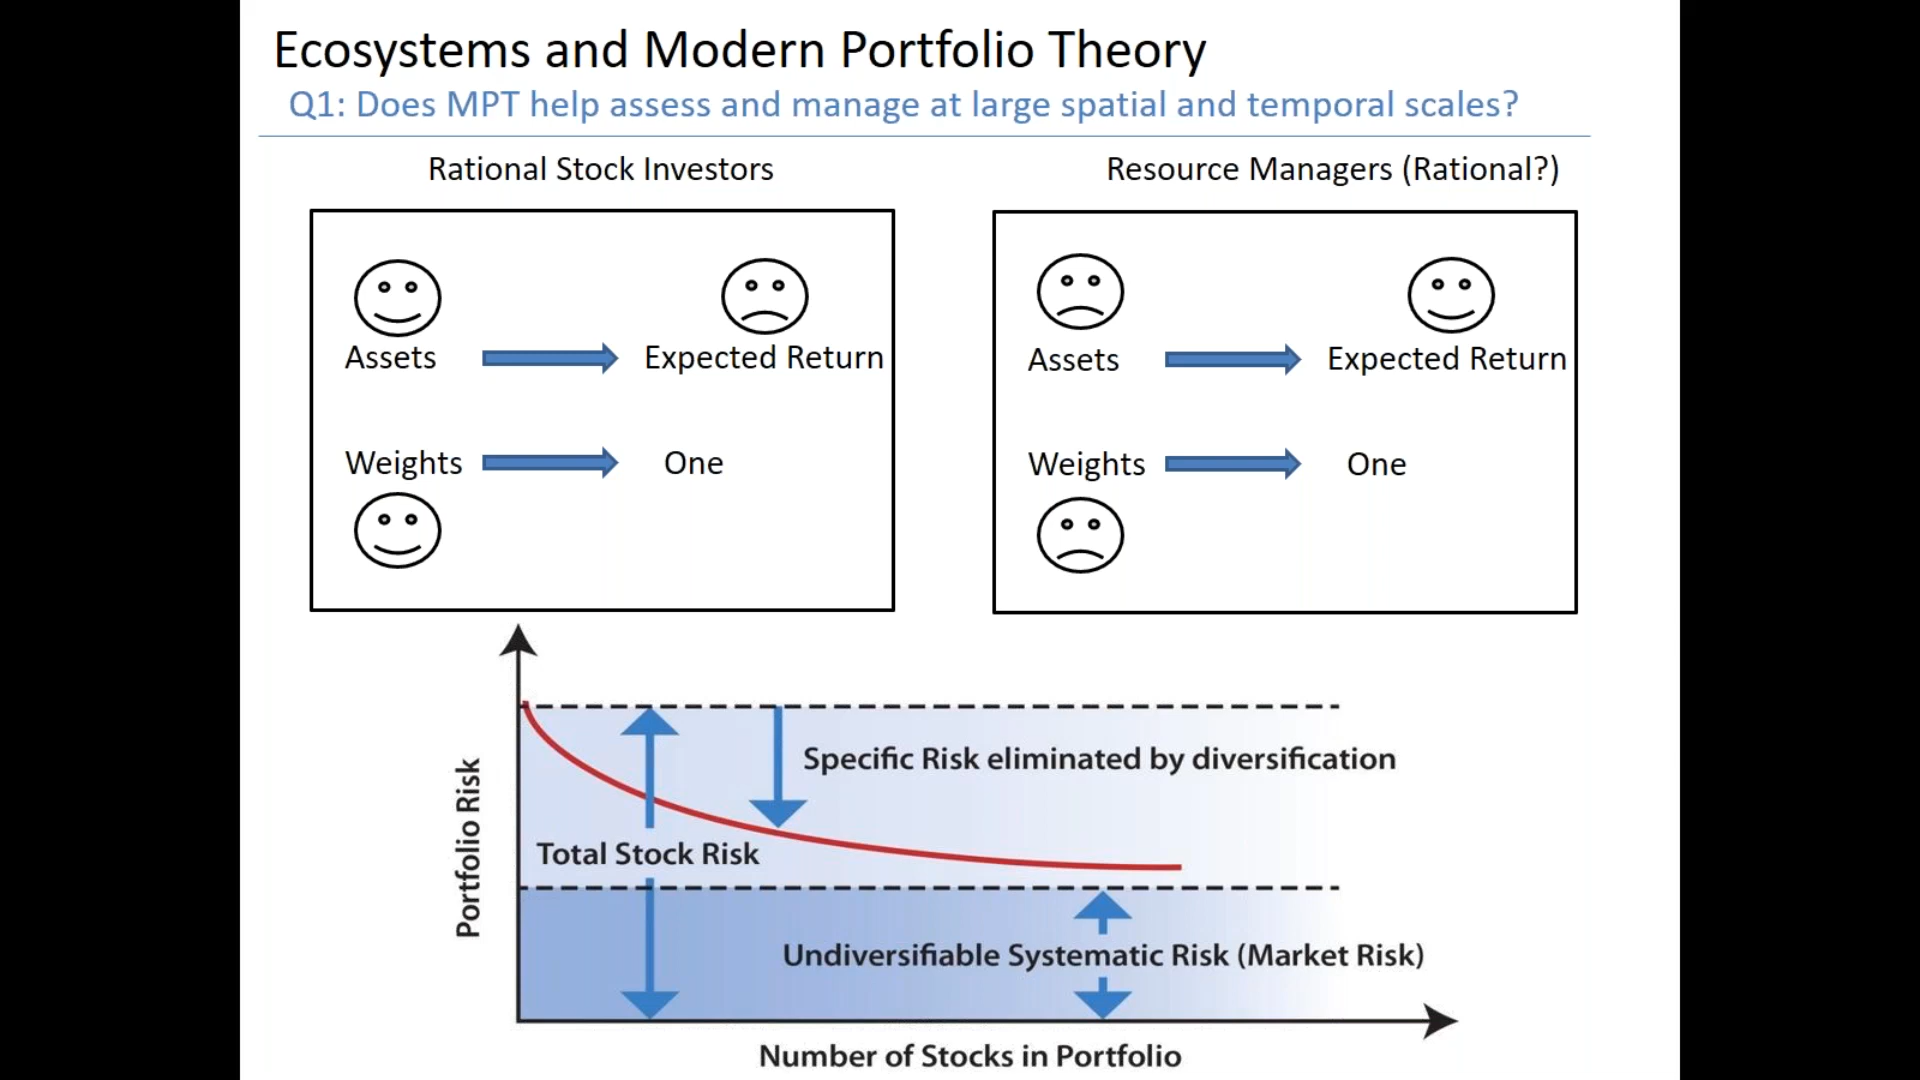 Ecosystems and Modern Portfolio Theory
Q1: Does MPT help assess and manage at large spatial and temporal scales?
Rational Stock Investors
Assets
Expected Return
Weights
One
Resource Managers (Rational?)
Assets
Expected Return
Weights
One
Portfolio Risk
Specific Risk eliminated by diversification
Total Stock Risk
Undiversifiable Systematic Risk (Market Risk)
Number of Stocks in Portfolio